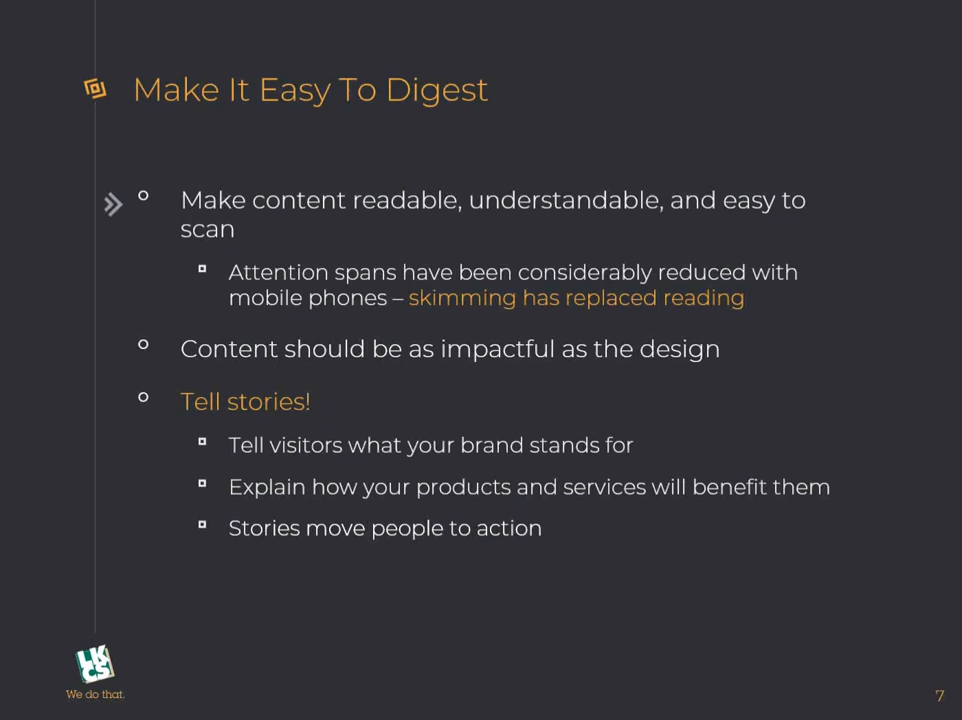 Make It Easy To Digest
Make content readable, understandable, and easy to
scan
Attention spans have been considerably reduced with
mobile phones – skimming has replaced reading
Content should be as impactful as the design
Tell stories!
Tell visitors what your brand stands for
Explain how your products and services will benefit them
Stories move people to action
LK
CS
We do that.
7